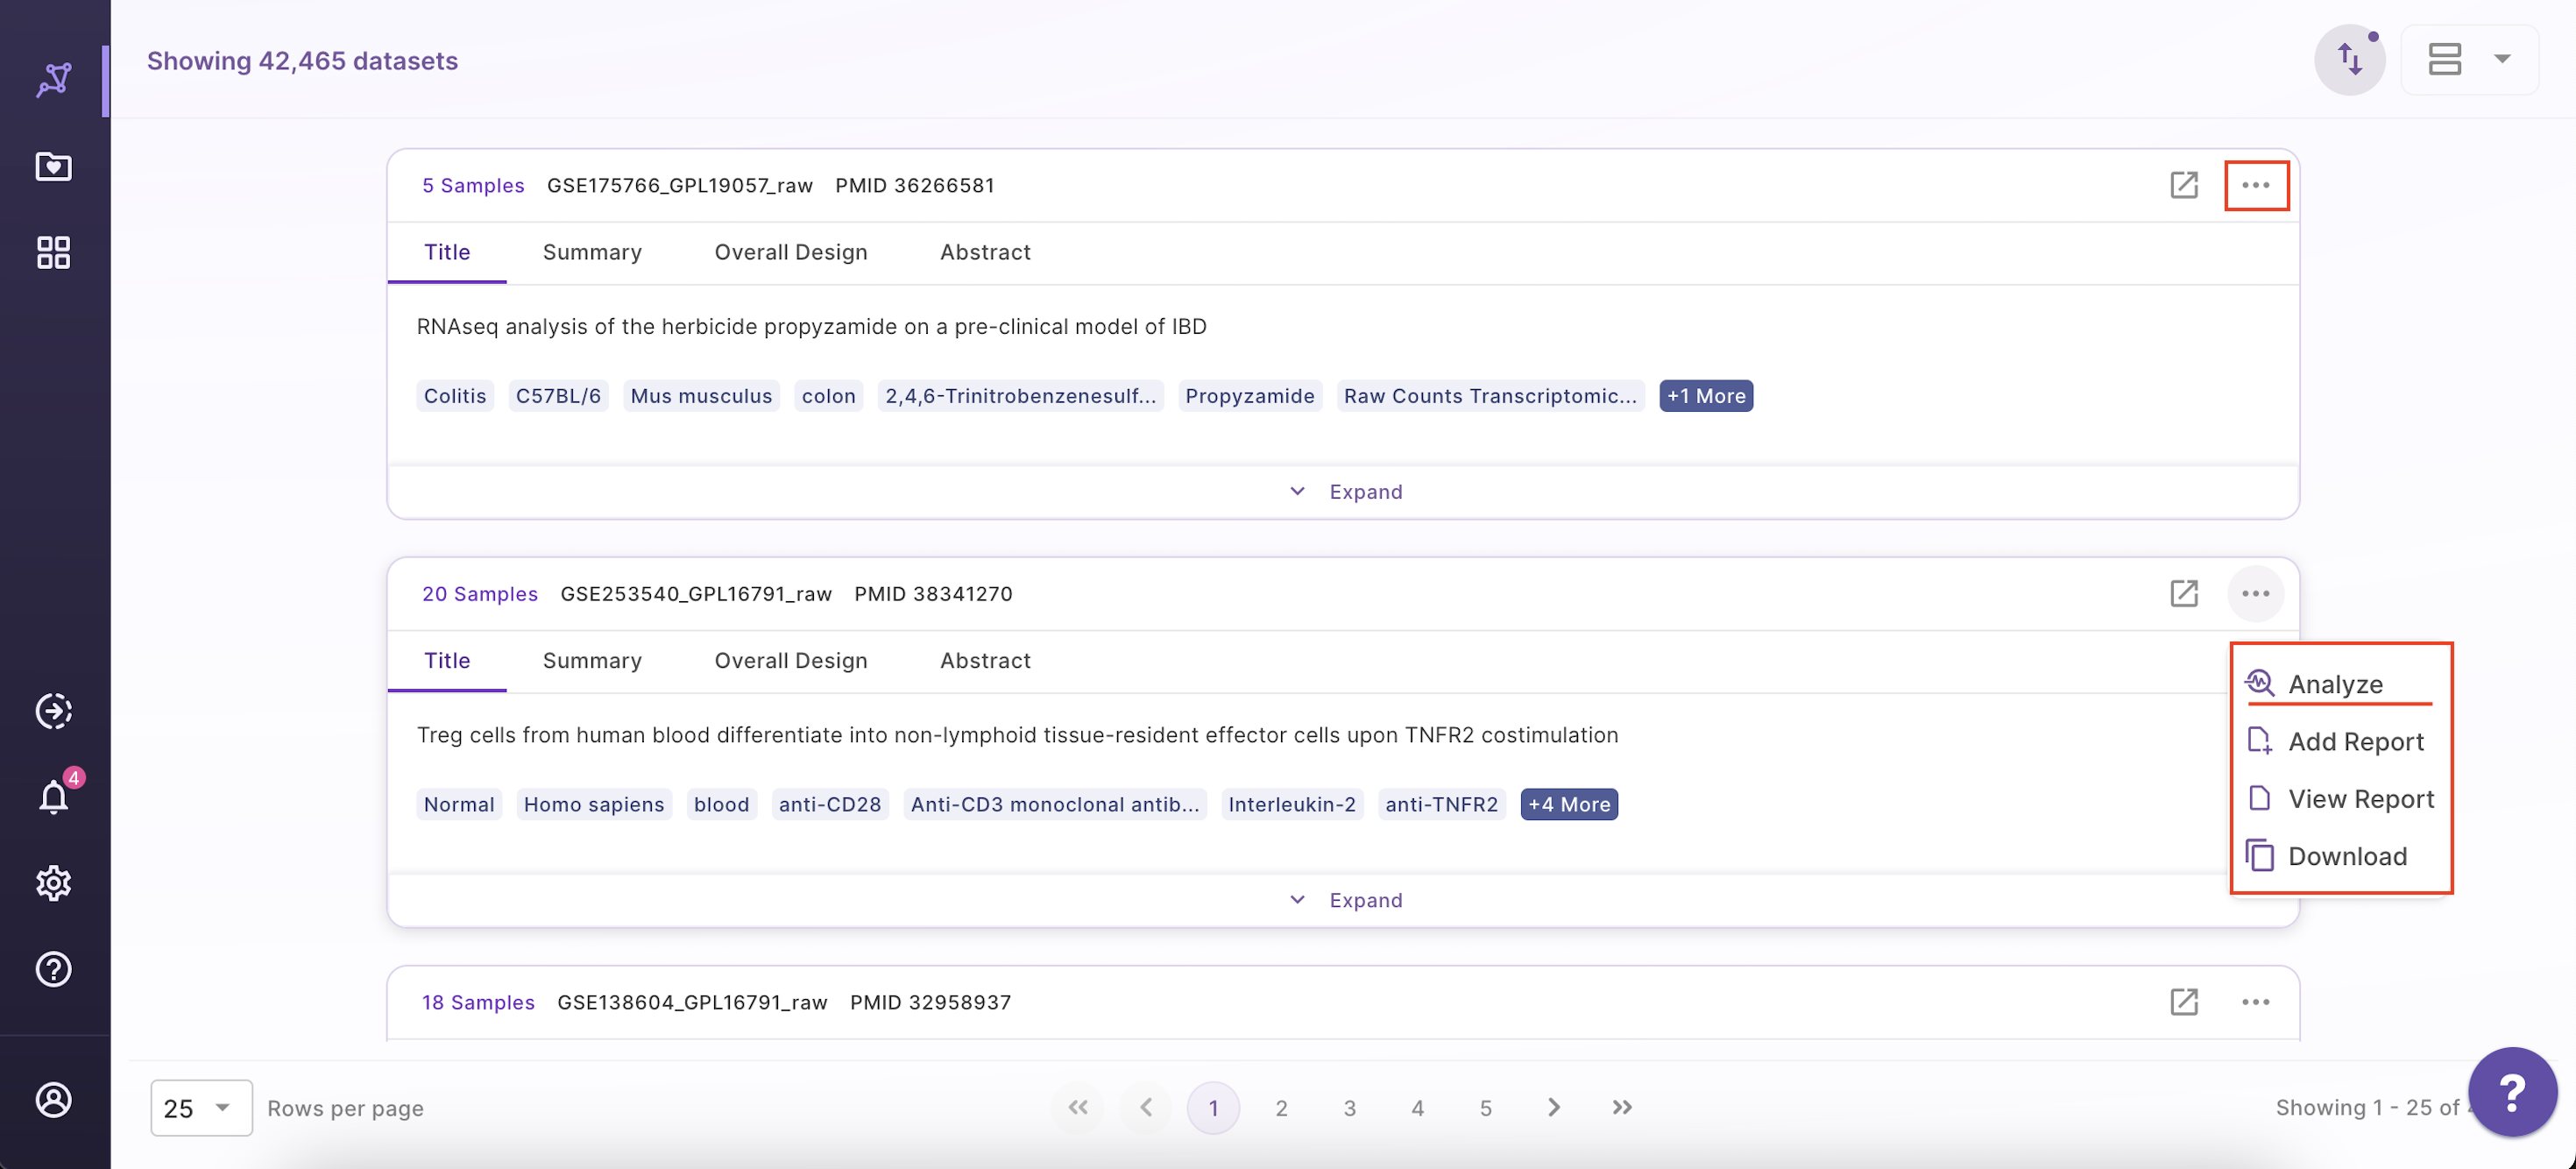 Showing 42,465 datasets
5 Samples GSE175766_GPL19057_raw PMID 36266581
Title Summary Overall Design Abstract
RNAseq analysis of the herbicide propyzamide on a pre-clinical model of IBD
Colitis C57BL/6 Mus musculus colon 2,4,6-Trinitrobenzenesulf... Propyzamide Raw Counts Transcriptomic... +1 More
Expand
20 Samples GSE253540_GPL16791_raw PMID 38341270
Title Summary Overall Design Abstract
Analyze
Treg cells from human blood differentiate into non-lymphoid tissue-resident effector cells upon TNFR2 costimulation
Add Report
4
Normal Homo sapiens blood anti-CD28 Anti-CD3 monoclonal antib... Interleukin-2 anti-TNFR2 +4 More
View Report
Download
Expand
18 Samples GSE138604_GPL16791_raw PMID 32958937
25 Rows per page
1 2 3 4 5
Showing 1 - 25 of
?